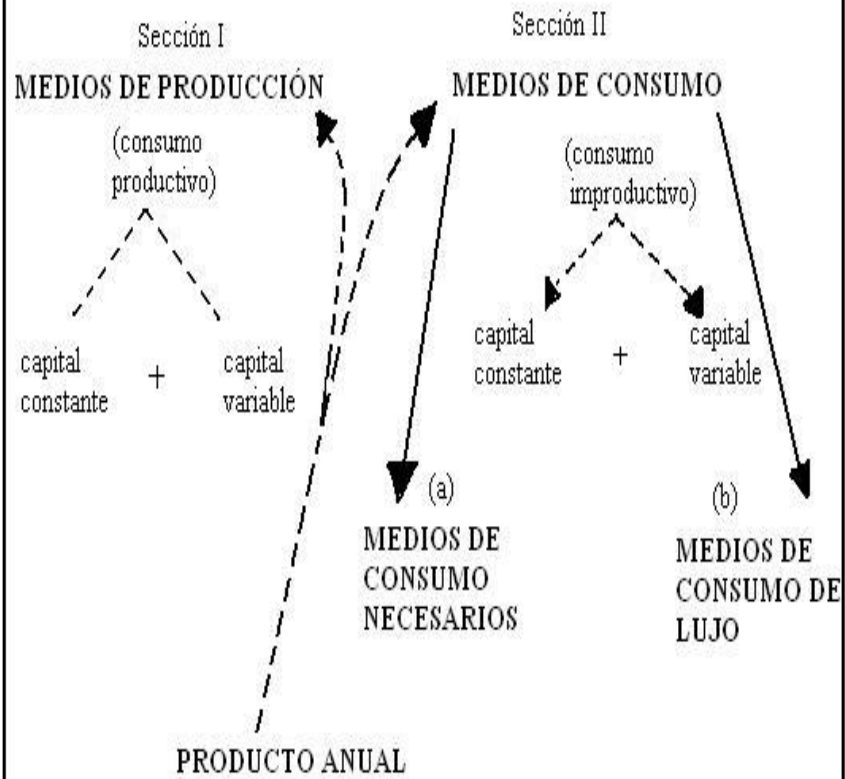 Sección I
MEDIOS DE PRODUCCIÓN
(consumo
productivo)
capital
constante
+
capital
variable
Sección II
MEDIOS DE CONSUMO
(consumo
improductivo)
capital
constante
+
capital
variable
(a)
MEDIOS DE
CONSUMO
NECESARIOS
(b)
MEDIOS DE
CONSUMO DE
LUJO
PRODUCTO ANUAL